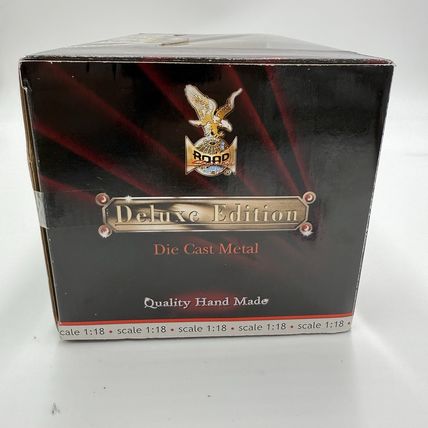 ROAD
Deluxe Edition
Die Cast Metal
Quality Hand Made
cale 1:18 • scale 1:18 • scale 1:18 • scale 1:18 • scale 1:18 •